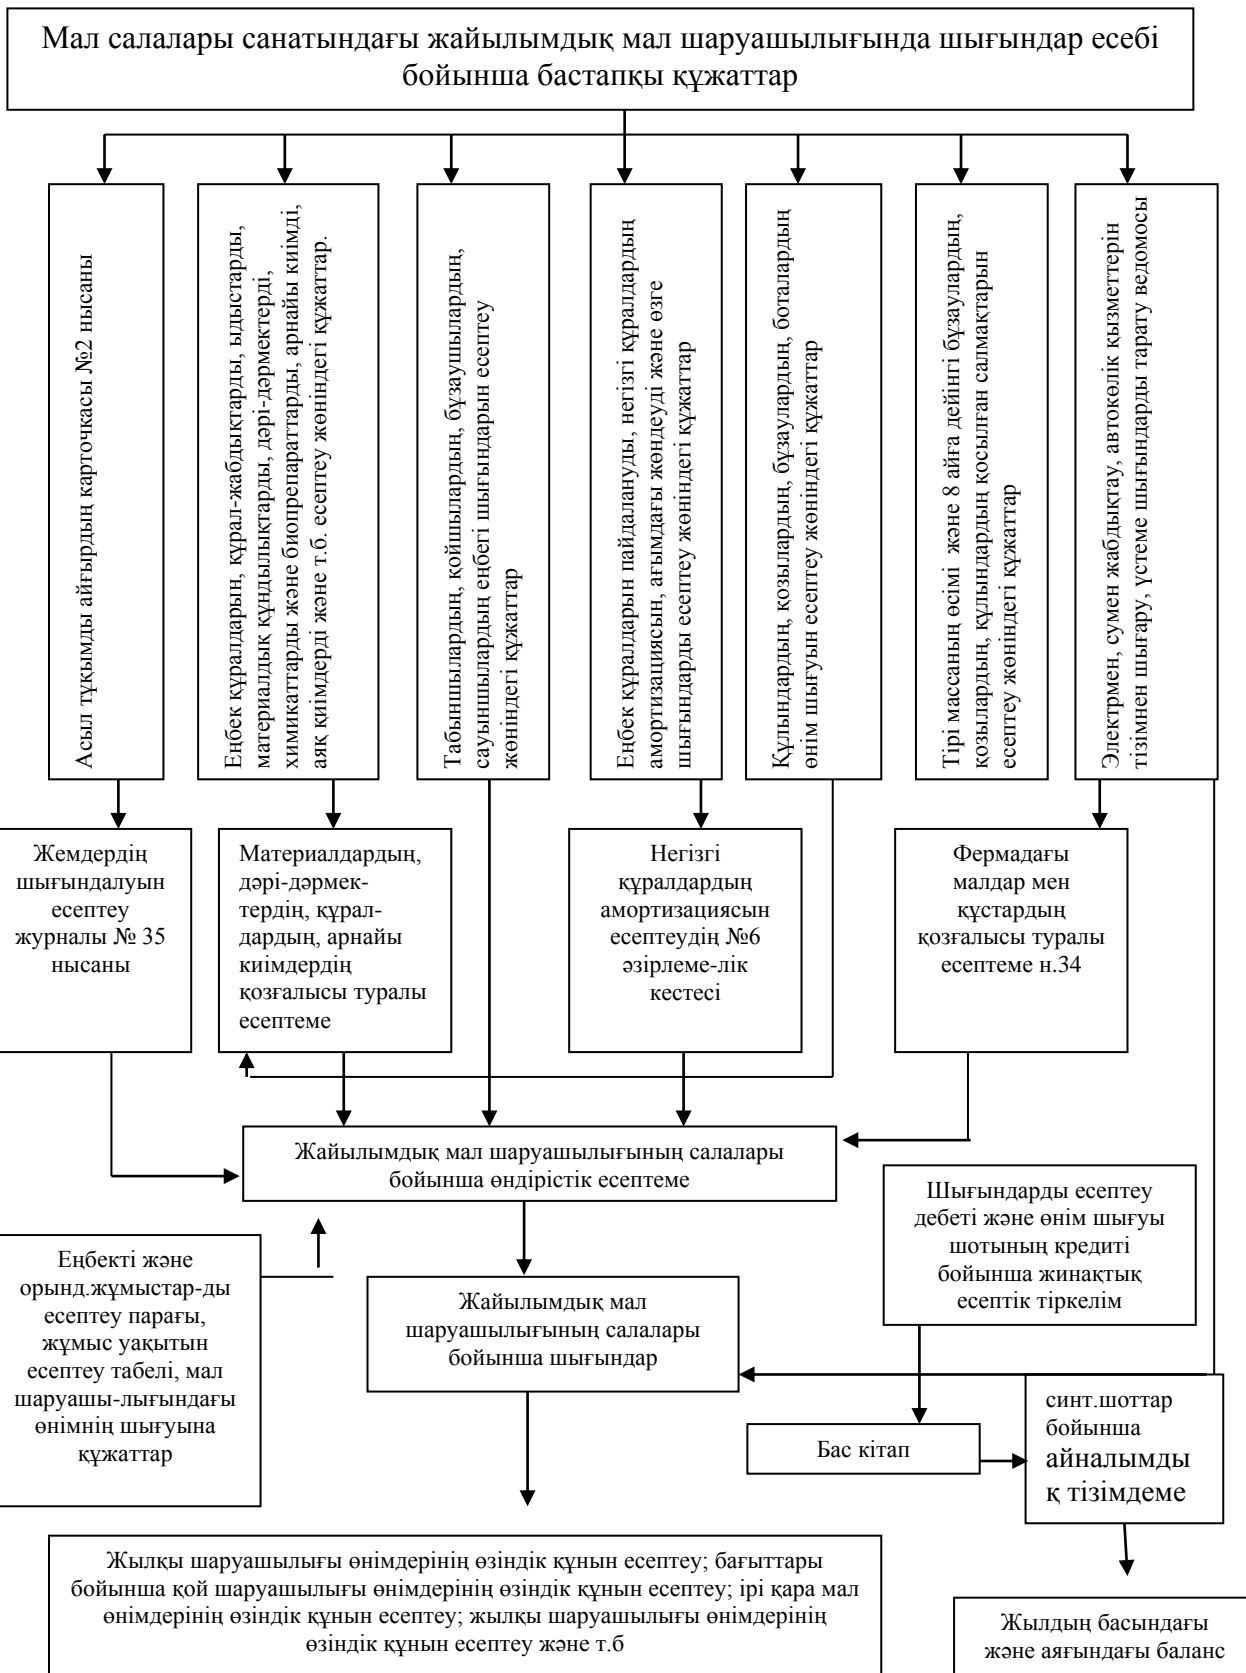 Мал салалары санатындағы жайылымдық мал шаруашылығында шығындар есебі
бойынша бастапқы құжаттар
Асыл тұқымды айғырдың карточкасы №2 нысаны
Еңбек құралдарын, құрал-жабдықтарды, ыдыстарды,
материалдық құндылықтарды, дәрі-дәрмектерді,
химикаттарды және биопрепараттарды, арнайы киімді,
аяқ киімдерді және т.б. есептеу жөніндегі құжаттар.
Табыншылардың, қойшылардың, бұзаушылардың,
сауыншылардың еңбегі шығындарын есептеу
жөніндегі құжаттар
Еңбек құралдарын пайдалануды, негізгі құралдардың
амортизациясын, ағымдағы жөндеуді және өзге
шығындарды есептеу жөніндегі құжаттар
Құлындардың, қозылардың, бұзаулардың, боталардың
өнім шығуын есептеу жөніндегі құжаттар
Тірі массаның өсімі және 8 айға дейінгі бұзаулардың,
қозылардың, құлындардың қосылған салмақтарын
есептеу жөніндегі құжаттар
Электрмен, сумен жабдықтау, автокөлік қызметтерін
тізімнен шығару, үстеме шығындарды тарату ведомосы
Жемдердің
шығындалуын
есептеу
журналы № 35
нысаны
Материалдардың,
дәрі-дәрмек-
тердің, құрал-
дардың, арнайы
киімдердің
қозғалысы туралы
есептеме
Негізгі
құралдардың
амортизациясын
есептеудің №6
әзірлеме-лік
кестесі
Фермадағы
малдар мен
құстардың
қозғалысы туралы
есептеме н.34
Жайылымдық мал шаруашылығының салалары
бойынша өндірістік есептеме
Шығындарды есептеу
дебеті және өнім шығуы
шотының кредиті
бойынша жинақтық
есептік тіркелім
Еңбекті және
орынд.жұмыстар-ды
есептеу парағы,
жұмыс уақытын
есептеу табелі, мал
шаруашы-лығындағы
өнімнің шығуына
құжаттар
Жайылымдық мал
шаруашылығының салалары
бойынша шығындар
Бас кітап
синт.шоттар
бойынша
айналымды
қ тізімдеме
Жылқы шаруашылығы өнімдерінің өзіндік құнын есептеу; бағыттары
бойынша қой шаруашылығы өнімдерінің өзіндік құнын есептеу; ірі қара мал
өнімдерінің өзіндік құнын есептеу; жылқы шаруашылығы өнімдерінің
өзіндік құнын есептеу және т.б
Жылдың басындағы
және аяғындағы баланс